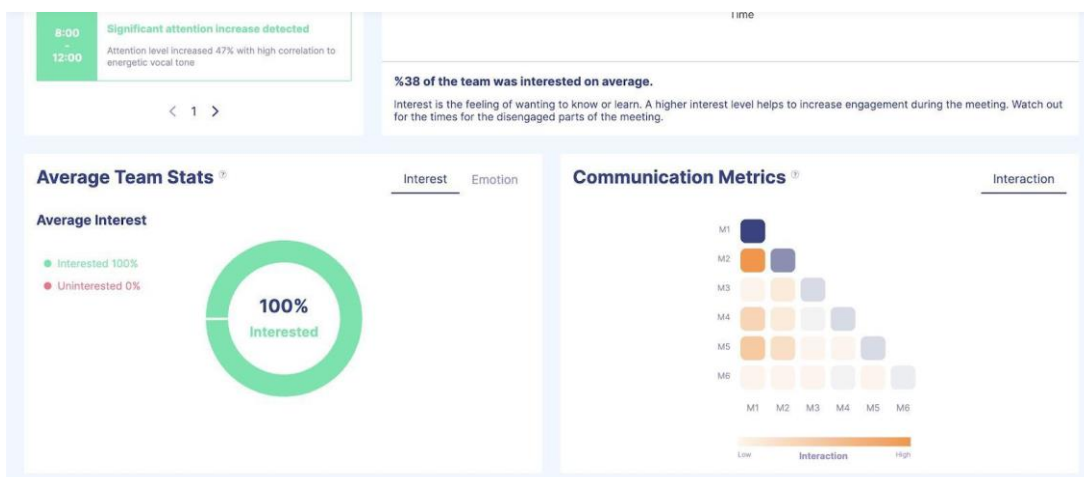 8:00
-
12:00
Significant attention increase detected
Attention level increased 47% with high correlation to
energetic vocal tone
< 1 >
Time
%38 of the team was interested on average.
Interest is the feeling of wanting to know or learn. A higher interest level helps to increase engagement during the meeting. Watch out
for the times for the disengaged parts of the meeting.
Average Team Stats ?
Interest Emotion
Average Interest
Interested 100%
Uninterested 0%
100%
Interested
Communication Metrics ?
Interaction
M1
M2
M3
M4
M5
M6
M1 M2 M3 M4 M5 M6
Low Interaction High